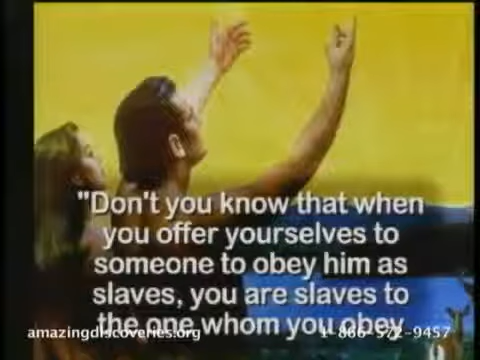 "Don't you know that when
you offer yourselves to
someone to obey him as
slaves, you are slaves to
the one whom you obey
amazingdiscoveries.org
1-866-572-9457